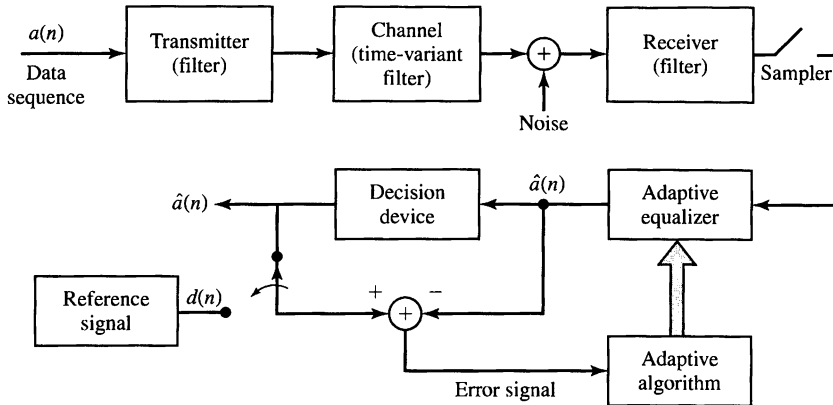 a(n)
Data
sequence
Transmitter
(filter)
Channel
(time-variant
filter)
+
Noise
Receiver
(filter)
Sampler
â(n)
Decision
device
â(n)
Adaptive
equalizer
Reference
signal
d(n)
+
−
+
Error signal
Adaptive
algorithm